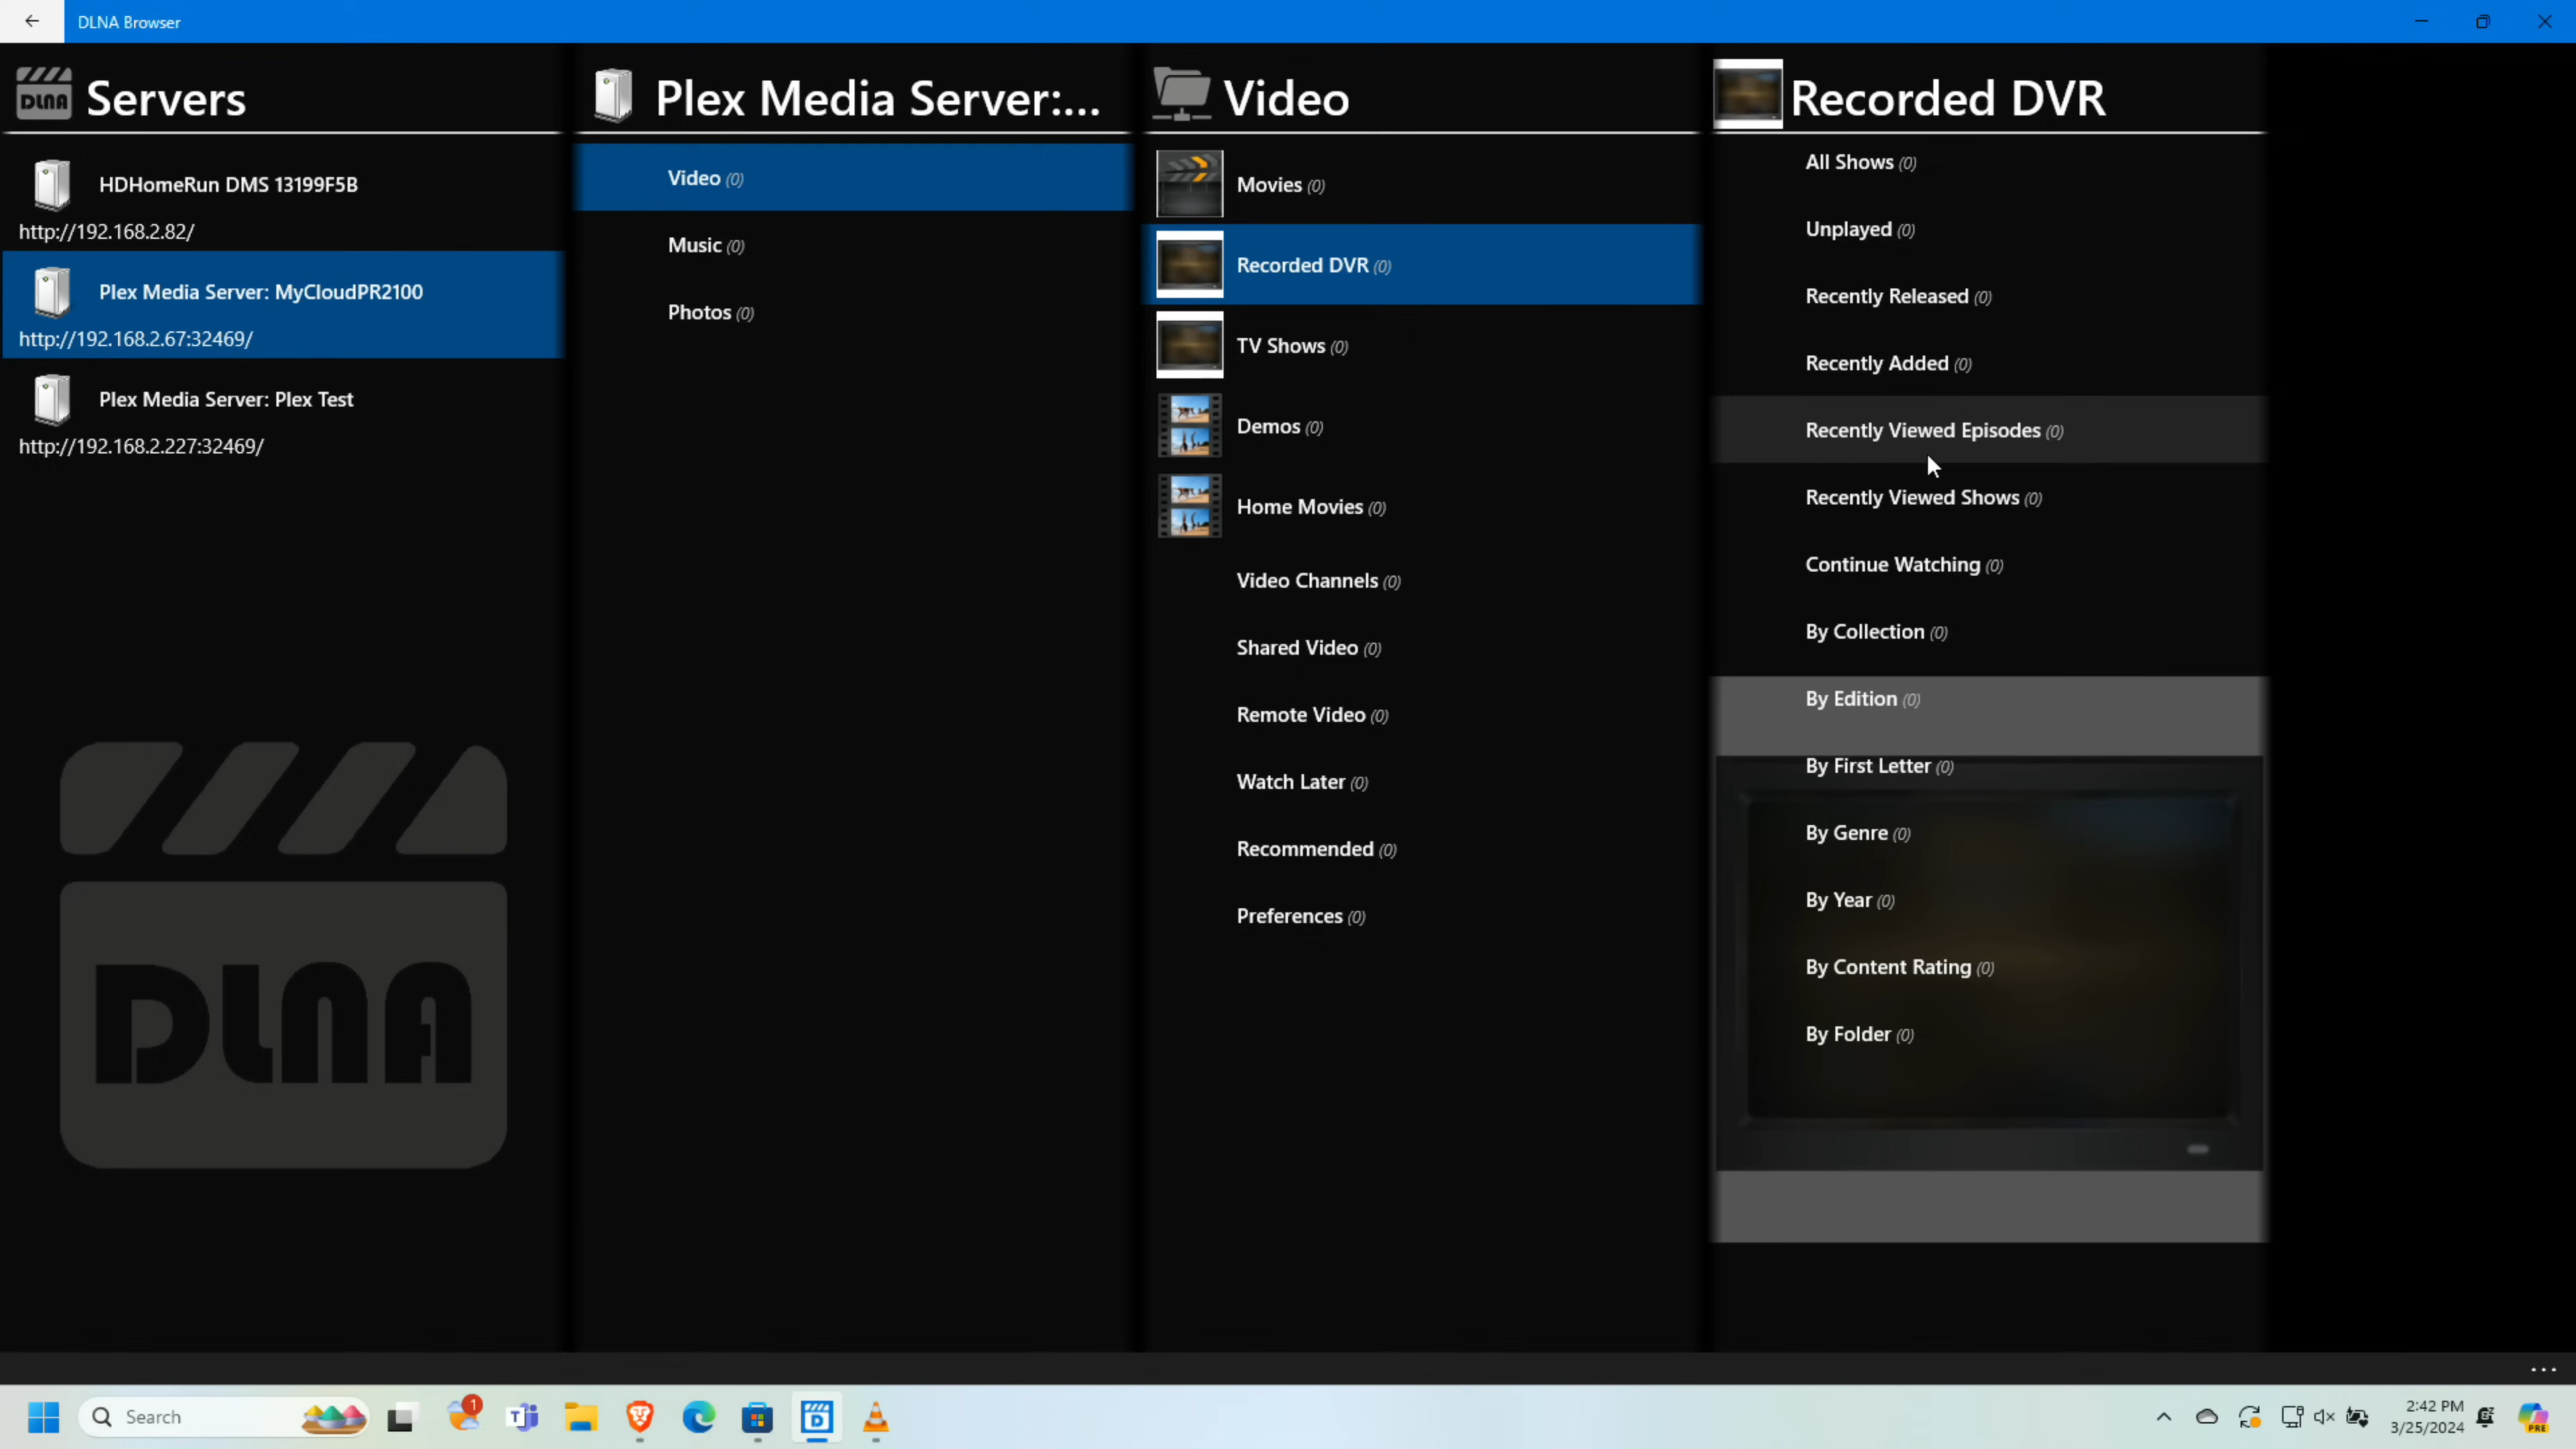 DLNA Browser
DLNA Servers
HDHomeRun DMS 13199F5B
http://192.168.2.82/
Plex Media Server: MyCloudPR2100
http://192.168.2.67:32469/
Plex Media Server: Plex Test
http://192.168.2.227:32469/
DLNA
Plex Media Server:...
Video (0)
Music (0)
Photos (0)
Video
Movies (0)
Recorded DVR (0)
TV Shows (0)
Demos (0)
Home Movies (0)
Video Channels (0)
Shared Video (0)
Remote Video (0)
Watch Later (0)
Recommended (0)
Preferences (0)
Recorded DVR
All Shows (0)
Unplayed (0)
Recently Released (0)
Recently Added (0)
Recently Viewed Episodes (0)
Recently Viewed Shows (0)
Continue Watching (0)
By Collection (0)
By Edition (0)
By First Letter (0)
By Genre (0)
By Year (0)
By Content Rating (0)
By Folder (0)
...
Search
1
T
D
2:42 PM
3/25/2024
PRE